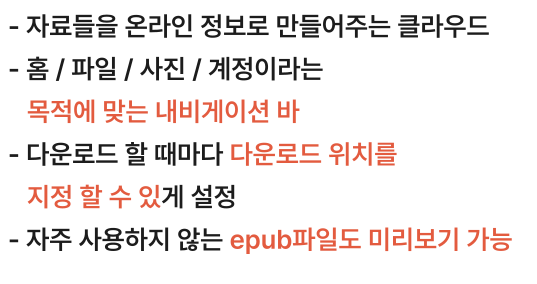 - 자료들을 온라인 정보로 만들어주는 클라우드
- 홈 / 파일 / 사진 / 계정이라는
목적에 맞는 내비게이션 바
- 다운로드 할 때마다 다운로드 위치를
지정 할 수 있게 설정
- 자주 사용하지 않는 epub파일도 미리보기 가능